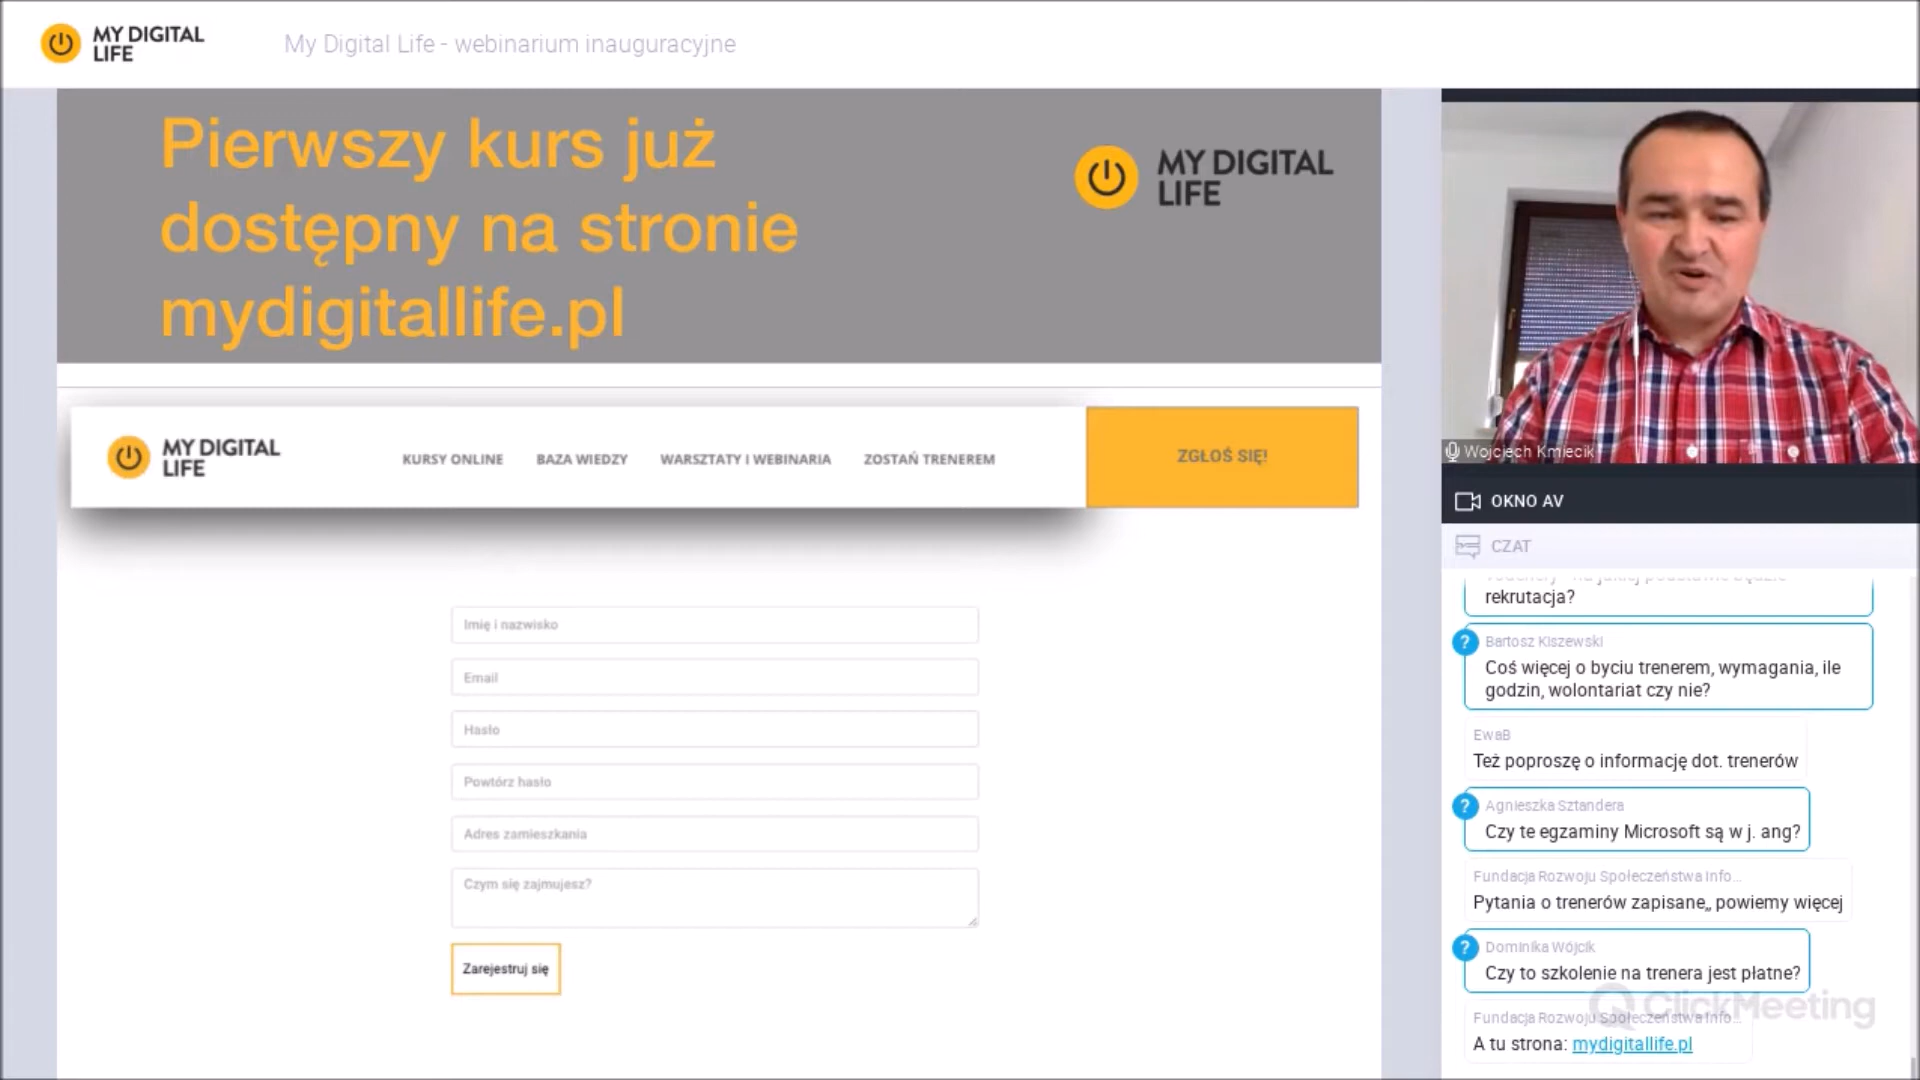 MY DIGITAL
LIFE
My Digital Life - webinarium inauguracyjne
Pierwszy kurs już
dostępny na stronie
mydigitallife.pl
MY DIGITAL
LIFE
MY DIGITAL
LIFE
KURSY ONLINE
BAZA WIEDZY
WARSZTATY I WEBINARIA
ZOSTAŃ TRENEREM
ZGŁOŚ SIĘ!
Imię i nazwisko
Email
Hasło
Powtórz hasło
Adres zamieszkania
Czym się zajmujesz?
Zarejestruj się
Wojciech Kmiecik
OKNO AV
CZAT
rekrutacja?
Bartosz Kiszewski
Coś więcej o byciu trenerem, wymagania, ile
godzin, wolontariat czy nie?
EwaB
Też poproszę o informację dot. trenerów
Agnieszka Sztandera
Czy te egzaminy Microsoft są w j. ang?
Fundacja Rozwoju Społeczeństwa Info...
Pytania o trenerów zapisane,, powiemy więcej
Dominika Wójcik
Czy to szkolenie na trenera jest płatne?
ClickMeeting
Fundacja Rozwoju Społeczeństwa Info...
A tu strona: mydigitallife.pl